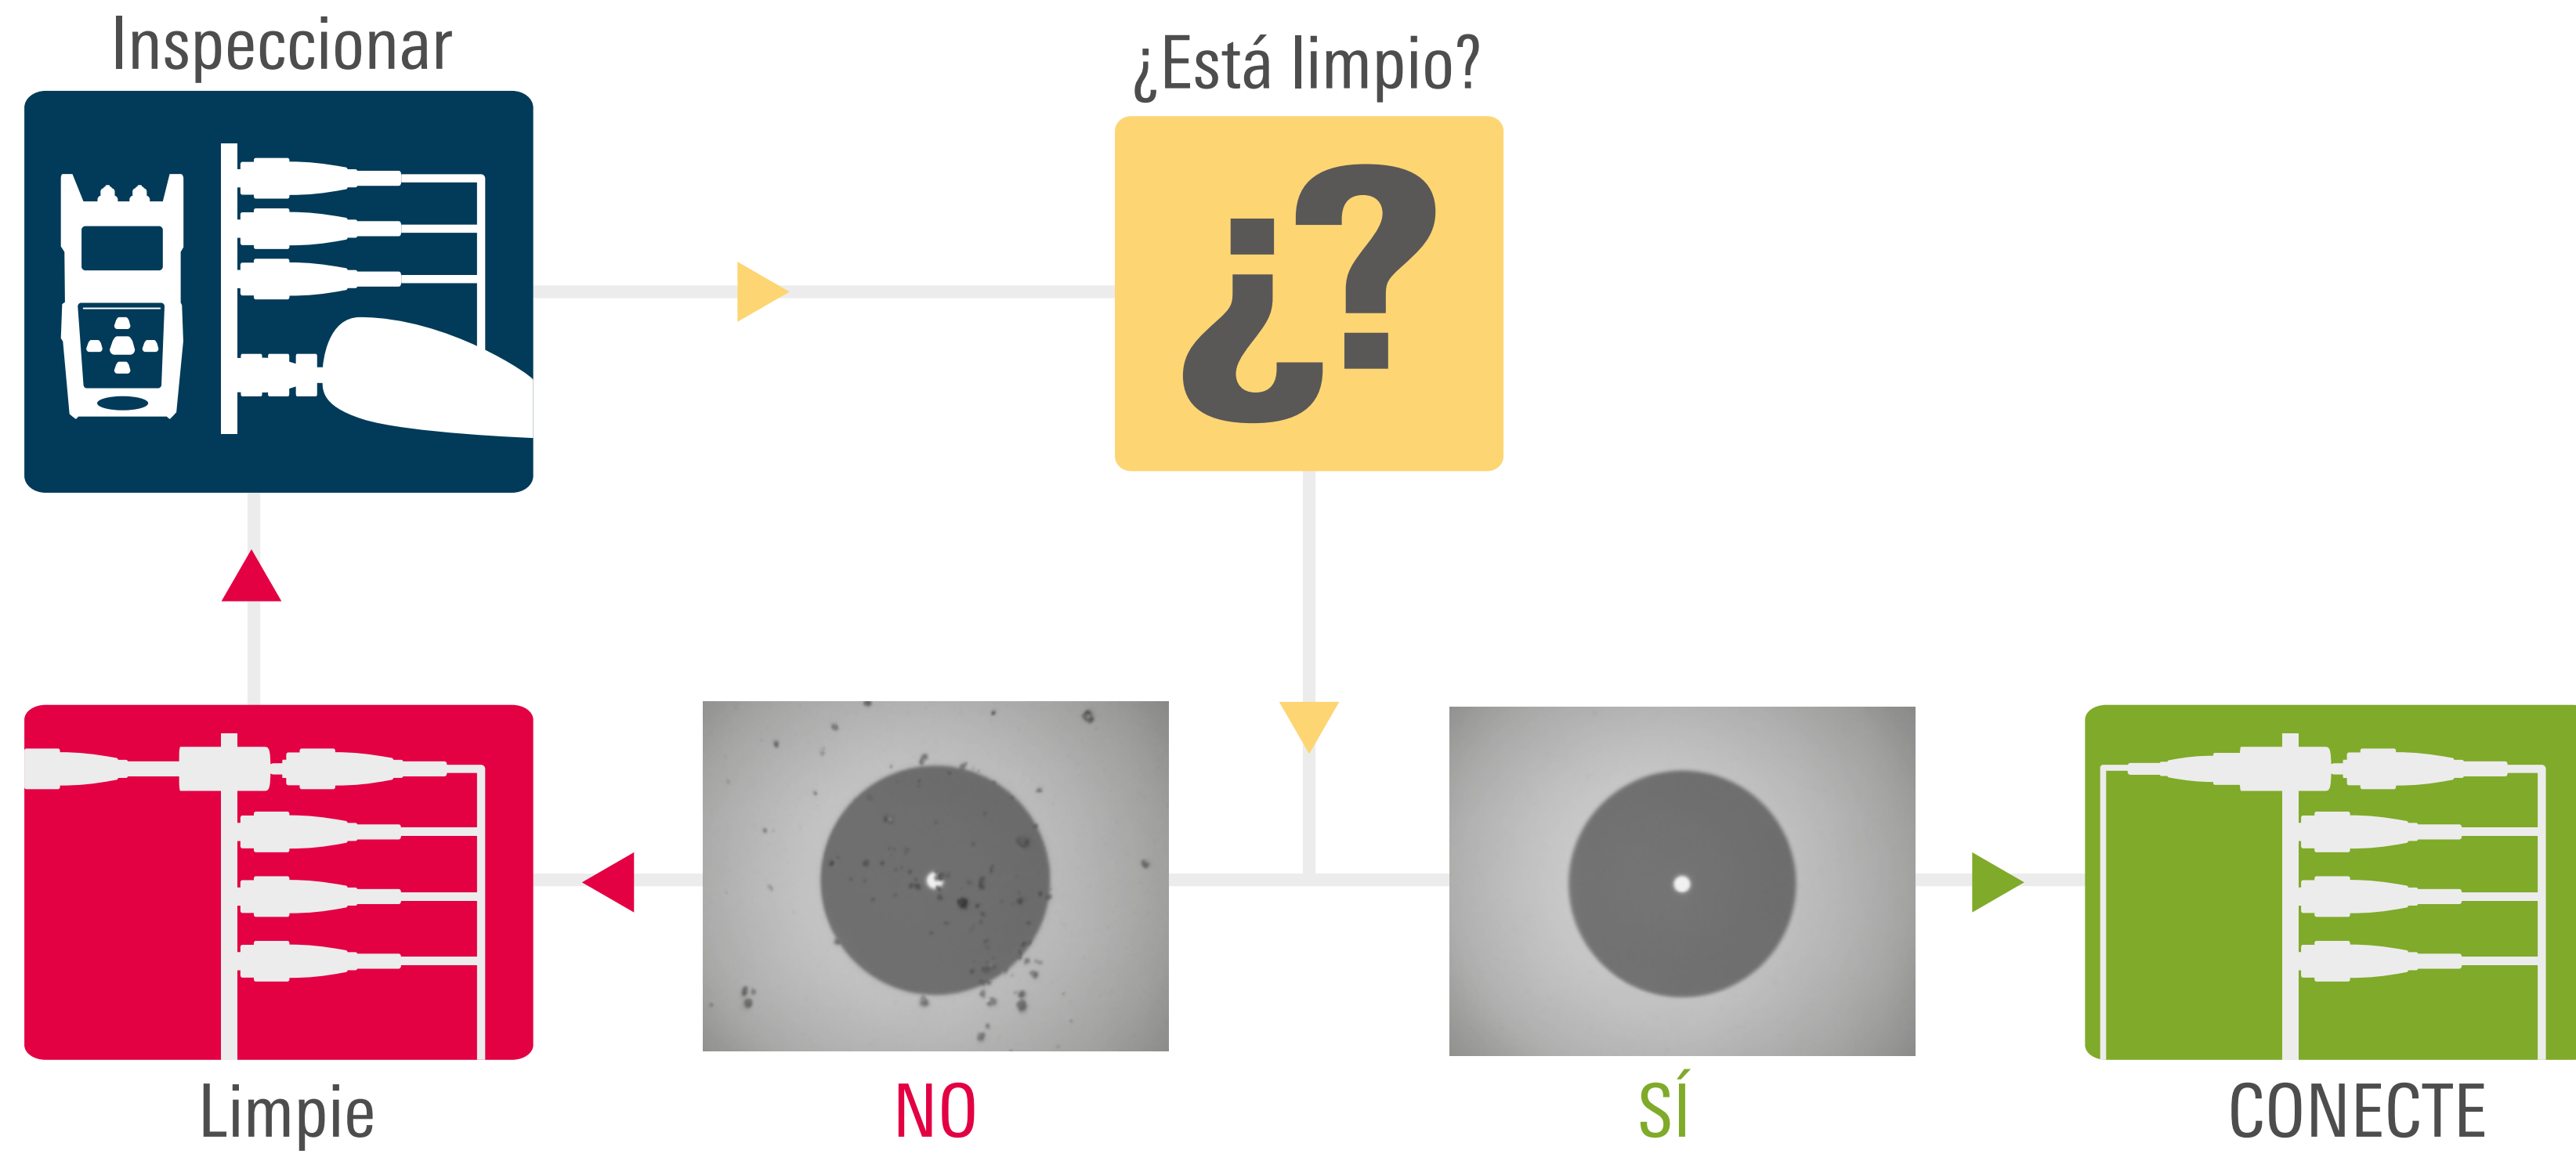 Inspeccionar
¿Está limpio?
¿?
Limpie
NO
SÍ
CONECTE